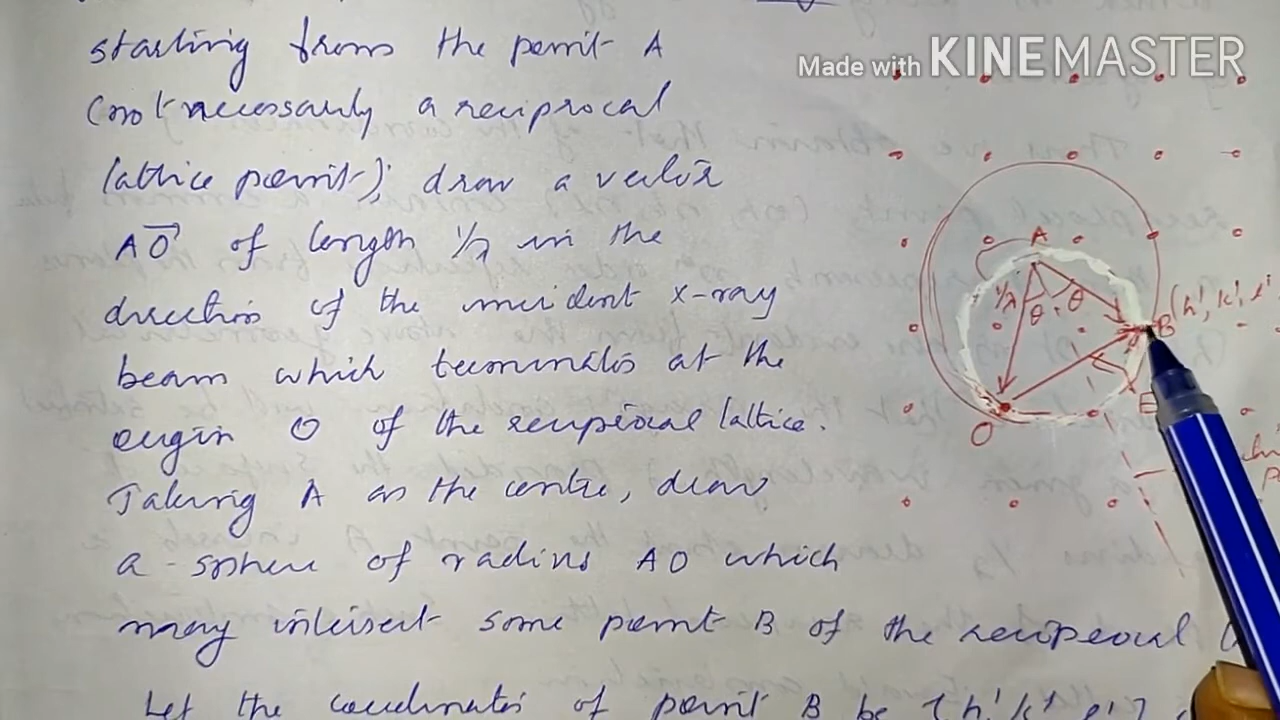 Made with KINEMASTER
starting from the point A
(not necessarily a reciprocal
lattice point); draw a vector
AO⃗ of length 1/λ in the
direction of the incident x-ray
beam which terminates at the
origin O of the reciprocal lattice.
Taking A as the centre, draw
a sphere of radius AO which
may intersect some point B of the reciprocal
Let the coordinates of point B be (h' k' l')
A
1/λ
θ θ
B (h', k', l'
E
O